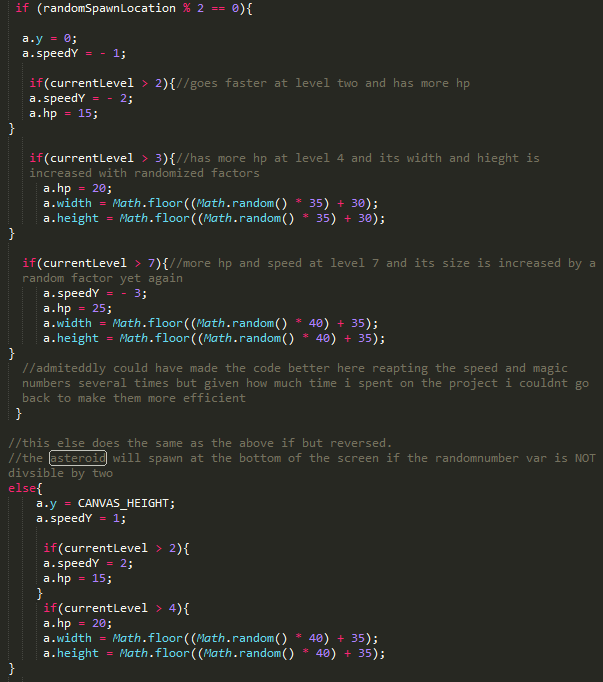 if (randomSpawnLocation % 2 == 0){
a.y = 0;
a.speedY = - 1;
if(currentLevel > 2){//goes faster at level two and has more hp
a.speedY = - 2;
a.hp = 15;
}
if(currentLevel > 3){//has more hp at level 4 and its width and hieght is
increased with randomized factors
a.hp = 20;
a.width = Math.floor((Math.random() * 35) + 30);
a.height = Math.floor((Math.random() * 35) + 30);
}
if(currentLevel > 7){//more hp and speed at level 7 and its size is increased by a
random factor yet again
a.speedY = - 3;
a.hp = 25;
a.width = Math.floor((Math.random() * 40) + 35);
a.height = Math.floor((Math.random() * 40) + 35);
}
//admiteddly could have made the code better here reapting the speed and magic
numbers several times but given how much time i spent on the project i couldnt go
back to make them more efficient
}
//this else does the same as the above if but reversed.
//the asteroid will spawn at the bottom of the screen if the randomnumber var is NOT
divsible by two
else{
a.y = CANVAS_HEIGHT;
a.speedY = 1;
if(currentLevel > 2){
a.speedY = 2;
a.hp = 15;
}
if(currentLevel > 4){
a.hp = 20;
a.width = Math.floor((Math.random() * 40) + 35);
a.height = Math.floor((Math.random() * 40) + 35);
}